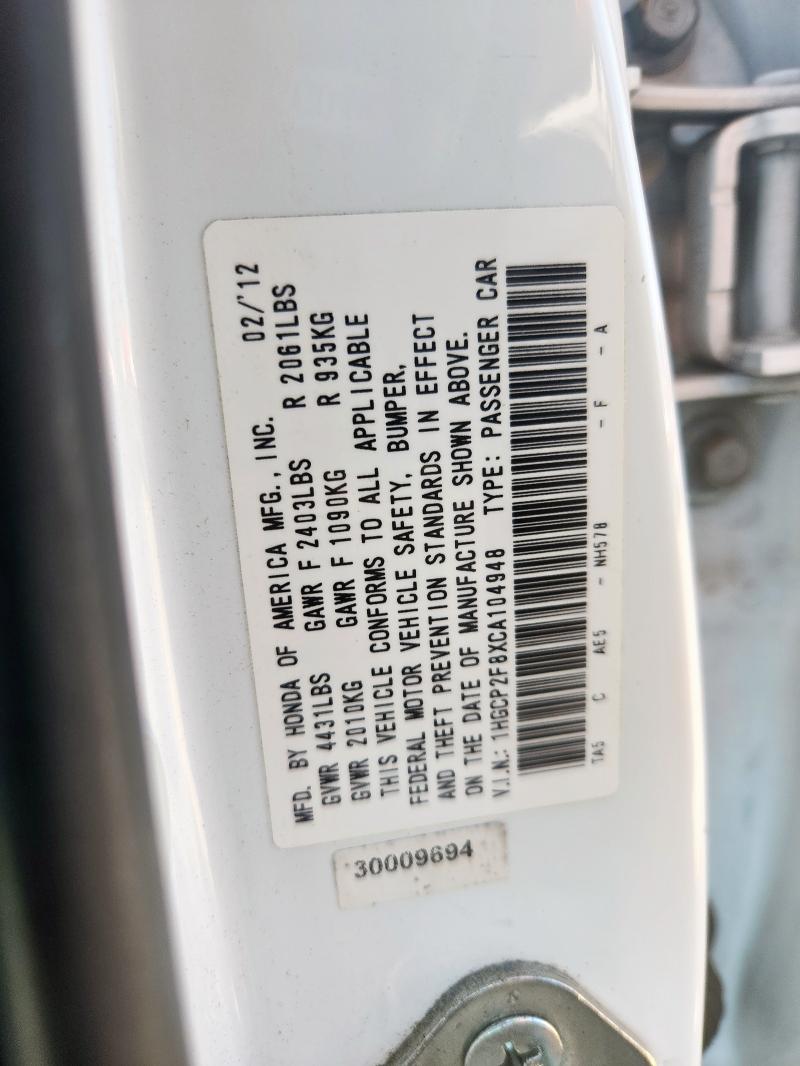 MFD. BY HONDA OF AMERICA MFG., INC. 02/'12
GVWR 4431LBS GAWR F 2403LBS R 2061LBS
GVWR 2010KG GAWR F 1090KG R 935KG
THIS VEHICLE CONFORMS TO ALL APPLICABLE
FEDERAL MOTOR VEHICLE SAFETY, BUMPER,
AND THEFT PREVENTION STANDARDS IN EFFECT
ON THE DATE OF MANUFACTURE SHOWN ABOVE.
V.I.N.: 1HGCP2F8XCA104948 TYPE: PASSENGER CAR
TA5 C AE5 - NH578 - F - A
30009694